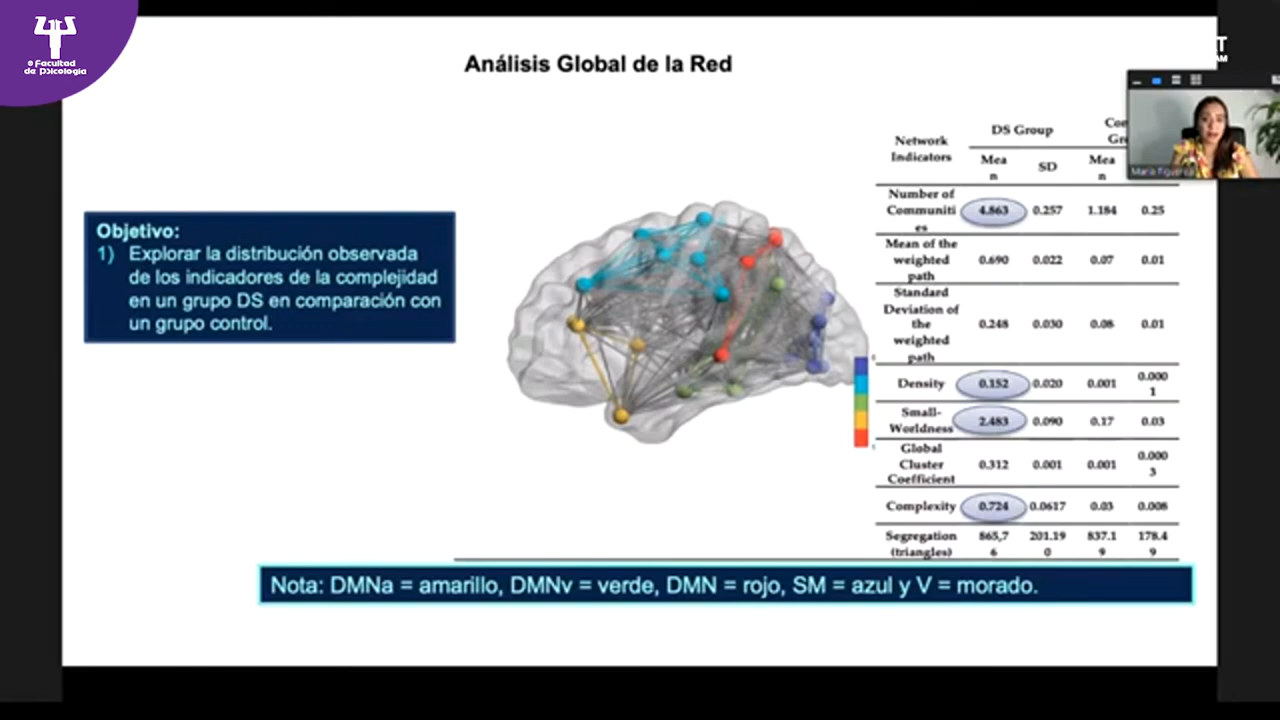 Facultad
de Psicología
Análisis Global de la Red
Objetivo:
1) Explorar la distribución observada
de los indicadores de la complejidad
en un grupo DS en comparación con
un grupo control.
Network
Indicators
DS Group
Mea
n
SD
Mea
n
Number of
Communiti
es
4.863 0.257 1.184 0.25
Mean of the
weighted
path
0.690 0.022 0.07 0.01
Standard
Deviation of
the
weighted
path
0.248 0.030 0.08 0.01
Density 0.152 0.020 0.001 0.000
1
Small-
Worldness
2.483 0.090 0.17 0.03
Global
Cluster
Coefficient
0.312 0.001 0.001 0.000
3
Complexity 0.724 0.0617 0.03 0.008
Segregation
(triangles)
865,7
6
201.19
0
837.1
9
178.4
9
Nota: DMNa = amarillo, DMNv = verde, DMN = rojo, SM = azul y V = morado.